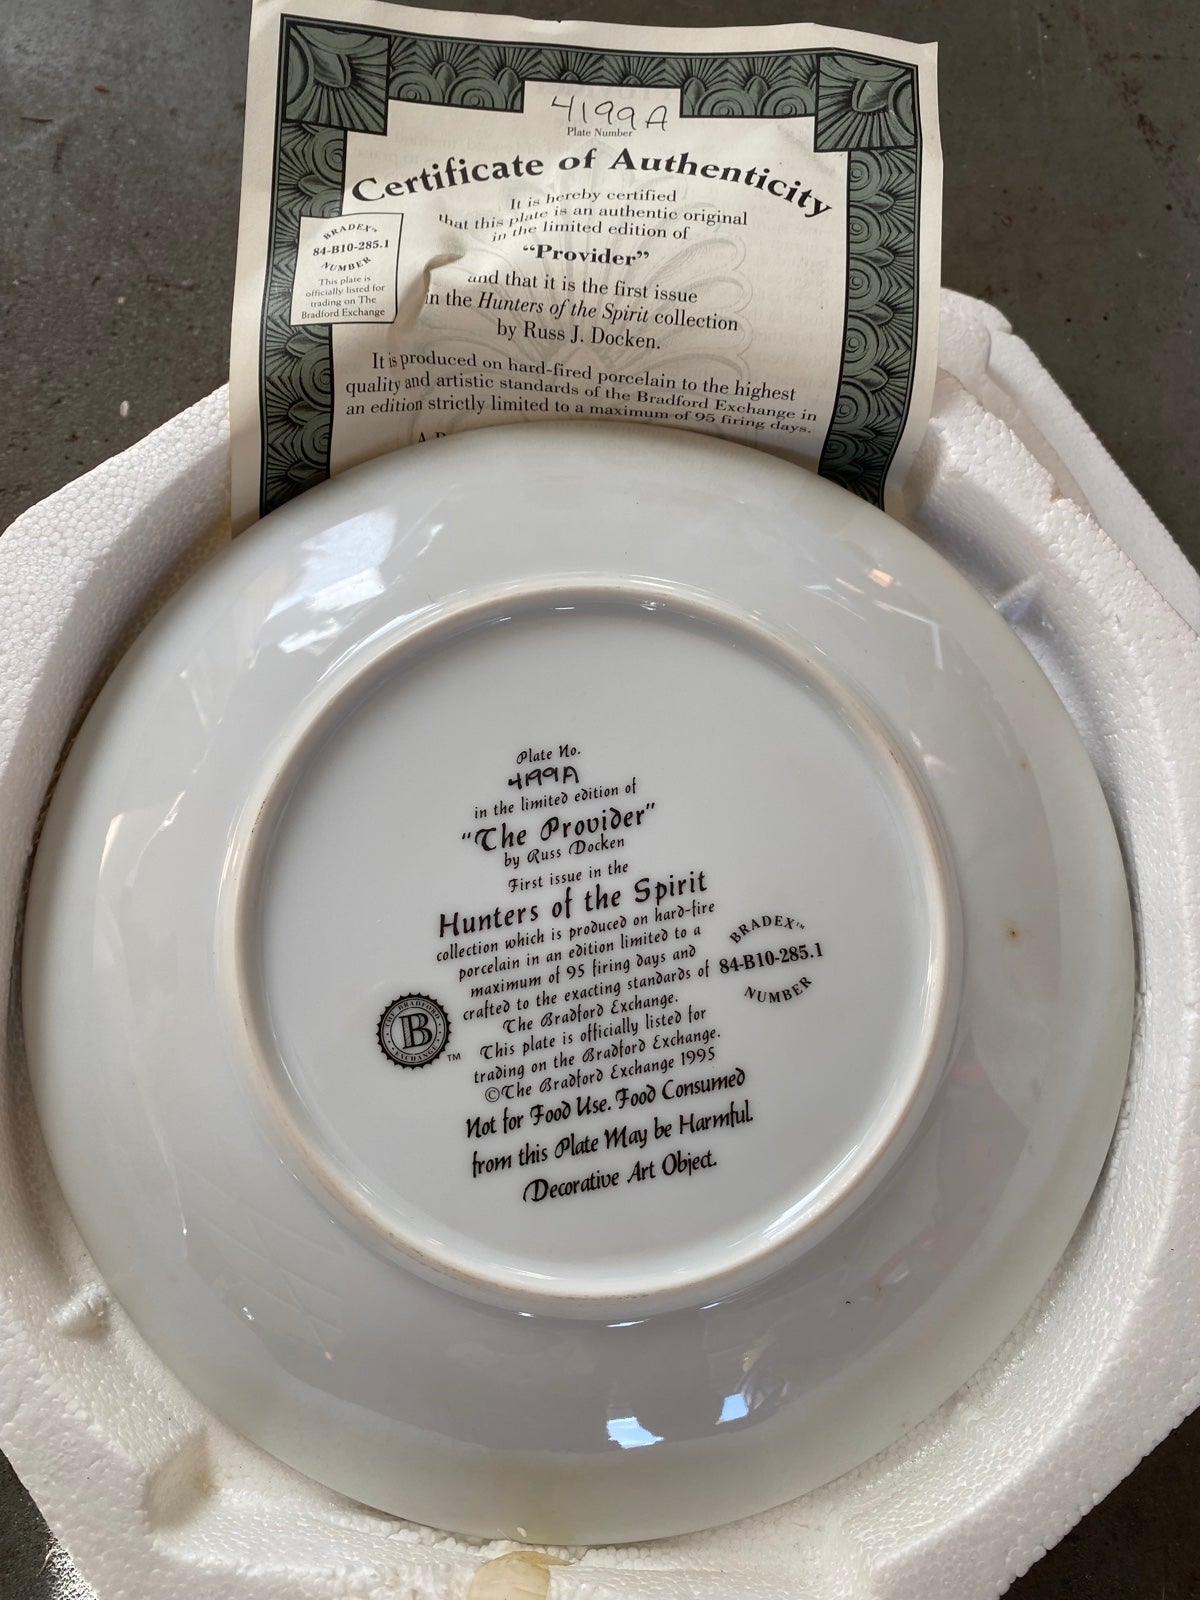 4199A
Plate Number
Certificate of Authenticity
It is hereby certified
that this plate is an authentic original
in the limited edition of
“Provider”
and that it is the first issue
in the Hunters of the Spirit collection
by Russ J. Docken.
It is produced on hard-fired porcelain to the highest
quality and artistic standards of the Bradford Exchange in
an edition strictly limited to a maximum of 95 firing days.
BRADEX™
84-B10-285.1
NUMBER
This plate is
officially listed for
trading on The
Bradford Exchange
Plate No.
4199A
in the limited edition of
“The Provider”
by Russ Docken
First issue in the
Hunters of the Spirit
collection which is produced on hard-fire
porcelain in an edition limited to a
maximum of 95 firing days and
crafted to the exacting standards of
The Bradford Exchange.
This plate is officially listed for
trading on the Bradford Exchange.
©The Bradford Exchange 1995
Not for Food Use. Food Consumed
from this Plate May be Harmful.
Decorative Art Object.
BRADEX™
84-B10-285.1
NUMBER
THE BRADFORD
B
EXCHANGE
™